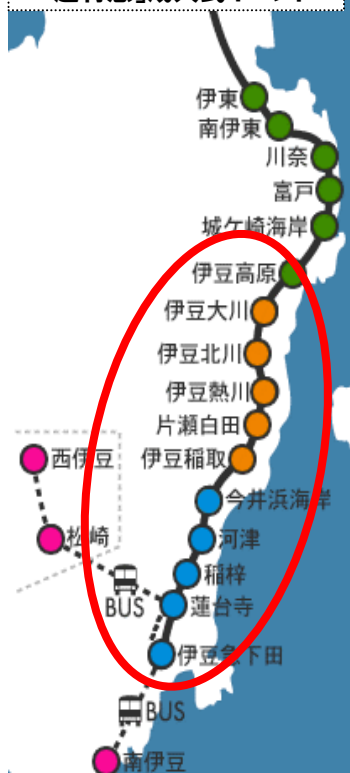 伊東
南伊東
川奈
富戸
城ケ崎海岸
伊豆高原
伊豆大川
伊豆北川
伊豆熱川
片瀬白田
伊豆稲取
西伊豆
今井浜海岸
松崎
河津
稲梓
BUS
蓮台寺
伊豆急下田
BUS
南伊豆